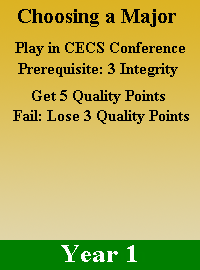 Choosing a Major
Play in CECS Conference
Prerequisite: 3 Integrity
Get 5 Quality Points
Fail: Lose 3 Quality Points
Year 1